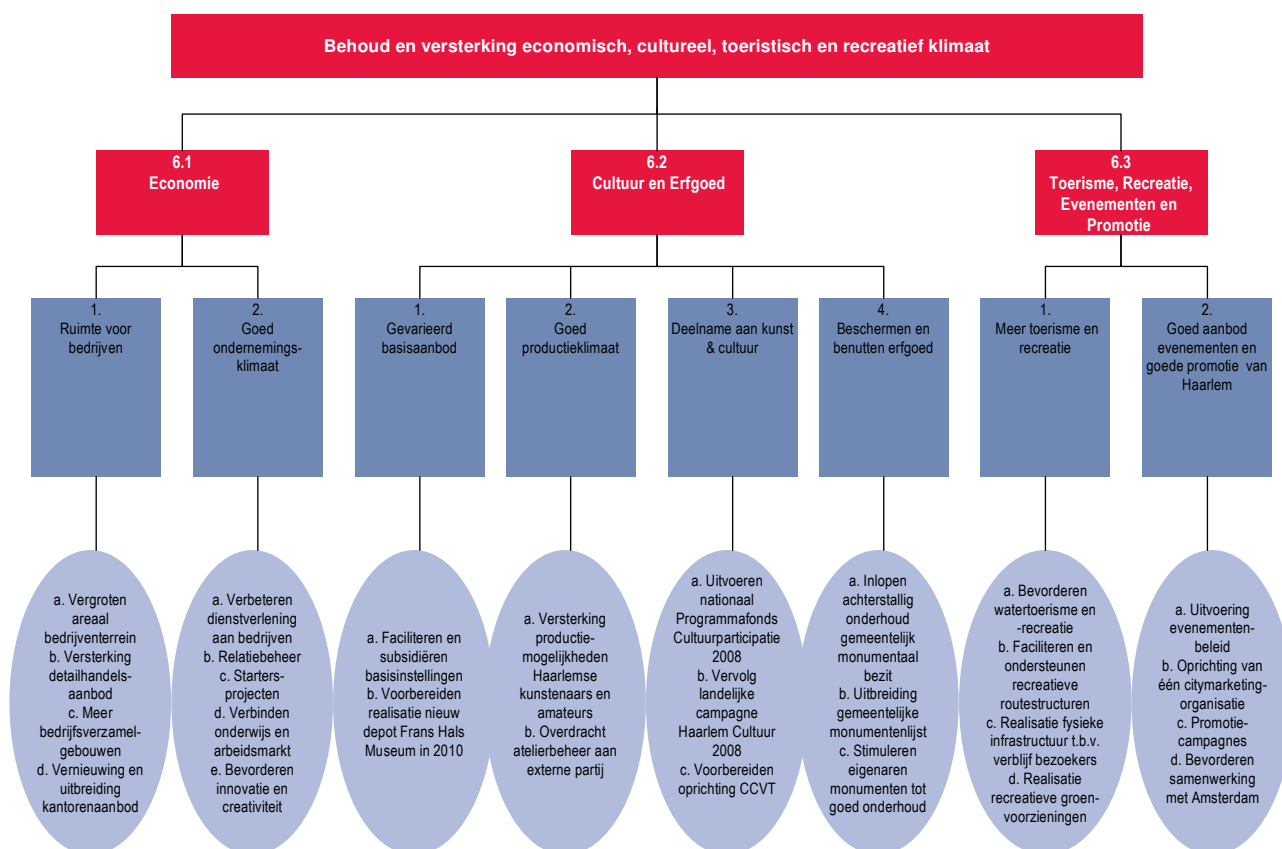 Behoud en versterking economisch, cultureel, toeristisch en recreatief klimaat
6.1
Economie
6.2
Cultuur en Erfgoed
6.3
Toerisme, Recreatie,
Evenementen en
Promotie
1.
Ruimte voor
bedrijven
2.
Goed
ondernemings-
klimaat
1.
Gevarieerd
basisaanbod
2.
Goed
productieklimaat
3.
Deelname aan kunst
& cultuur
4.
Beschermen en
benutten erfgoed
1.
Meer toerisme en
recreatie
2.
Goed aanbod
evenementen en
goede promotie van
Haarlem
a. Vergroten
areaal
bedrijventerrein
b. Versterking
detailhandels-
aanbod
c. Meer
bedrijfsverzamel-
gebouwen
d. Vernieuwing en
uitbreiding
kantorenaanbod
a. Verbeteren
dienstverlening
aan bedrijven
b. Relatiebeheer
c. Starters-
projecten
d. Verbinden
onderwijs en
arbeidsmarkt
e. Bevorderen
innovatie en
creativiteit
a. Faciliteren en
subsidiëren
basisinstellingen
b. Voorbereiden
realisatie nieuw
depot Frans Hals
Museum in 2010
a. Versterking
productie-
mogelijkheden
Haarlemse
kunstenaars en
amateurs
b. Overdracht
atelierbeheer aan
externe partij
a. Uitvoeren
nationaal
Programmafonds
Cultuurparticipatie
2008
b. Vervolg
landelijke
campagne
Haarlem Cultuur
2008
c. Voorbereiden
oprichting CCVT
a. Inlopen
achterstallig
onderhoud
gemeentelijk
monumentaal
bezit
b. Uitbreiding
gemeentelijke
monumentenlijst
c. Stimuleren
eigenaren
monumenten tot
goed onderhoud
a. Bevorderen
watertoerisme en
-recreatie
b. Faciliteren en
ondersteunen
recreatieve
routestructuren
c. Realisatie fysieke
infrastructuur t.b.v.
verblijf bezoekers
d. Realisatie
recreatieve groen-
voorzieningen
a. Uitvoering
evenementen-
beleid
b. Oprichting van
één citymarketing-
organisatie
c. Promotie-
campagnes
d. Bevorderen
samenwerking
met Amsterdam